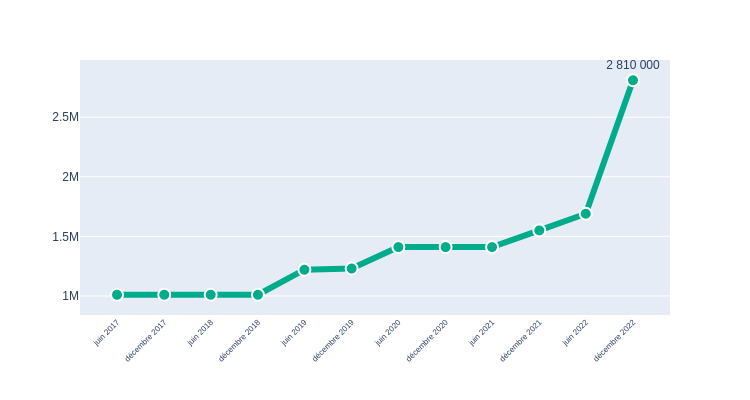 2 810 000
2.5M
2M
1.5M
1M
juin 2017
décembre 2017
juin 2018
décembre 2018
juin 2019
décembre 2019
juin 2020
décembre 2020
juin 2021
décembre 2021
juin 2022
décembre 2022